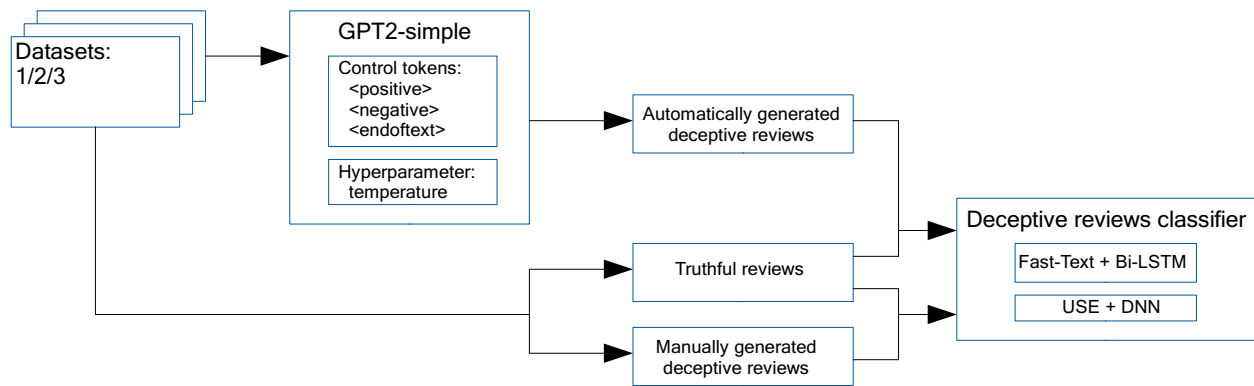 Datasets:
1/2/3
GPT2-simple
Control tokens:
<positive>
<negative>
<endoftext>
Hyperparameter:
temperature
Automatically generated
deceptive reviews
Truthful reviews
Manually generated
deceptive reviews
Deceptive reviews classifier
Fast-Text + Bi-LSTM
USE + DNN